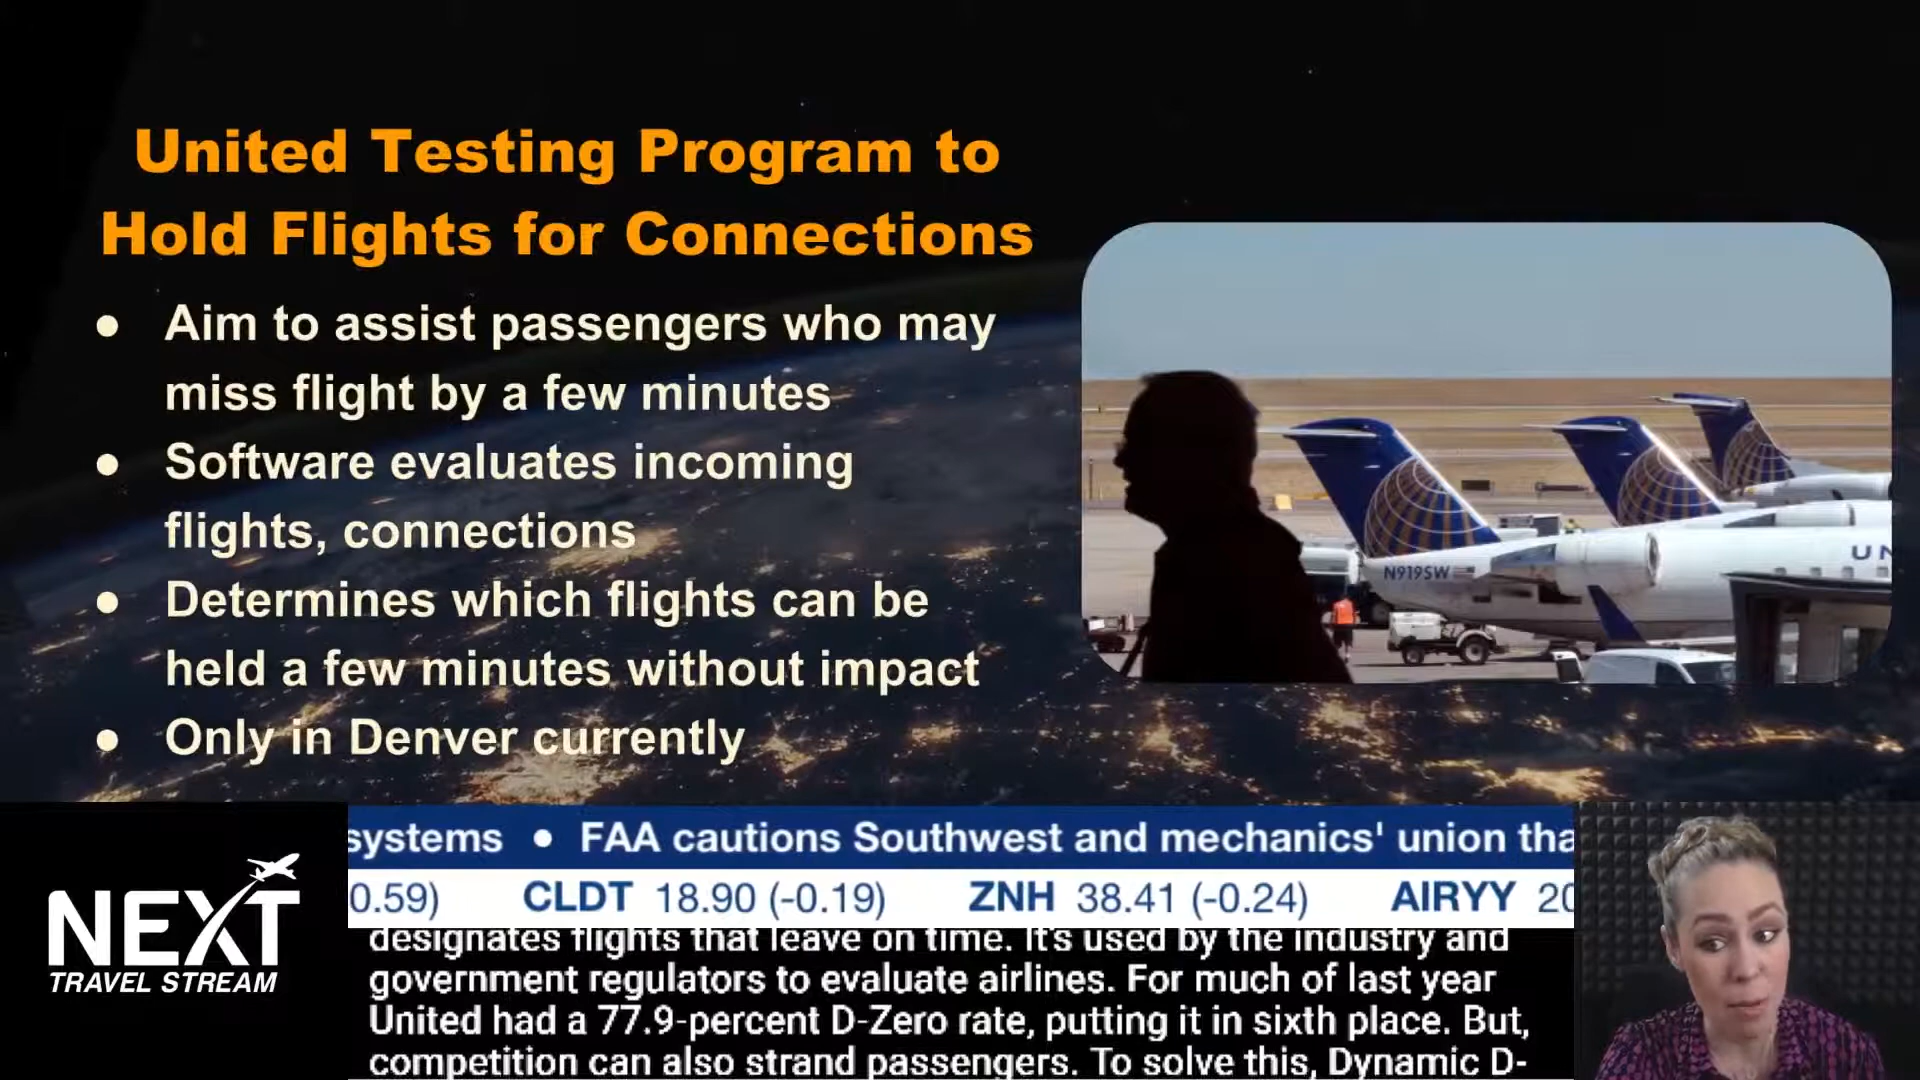 United Testing Program to
Hold Flights for Connections
● Aim to assist passengers who may
miss flight by a few minutes
● Software evaluates incoming
flights, connections
● Determines which flights can be
held a few minutes without impact
● Only in Denver currently
N919SW
UN
systems ● FAA cautions Southwest and mechanics' union tha
0.59) CLDT 18.90 (-0.19) ZNH 38.41 (-0.24) AIRYY 20
NEXT
TRAVEL STREAM
designates flights that leave on time. It's used by the industry and
government regulators to evaluate airlines. For much of last year
United had a 77.9-percent D-Zero rate, putting it in sixth place. But,
competition can also strand passengers. To solve this, Dynamic D-